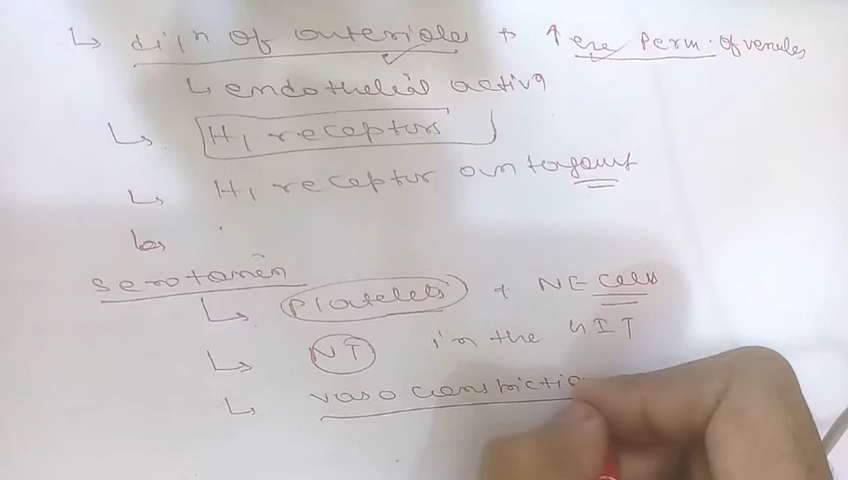 ↳ dil n of arterioles + ↑ ere perm. of venules
↳ endothelial activ
↳ H1 receptors
↳ H1 receptor antagonist
↳
Serotonin
↳ Platelets + NE cells
↳ NT in the GIT
↳ vasoconstrictio